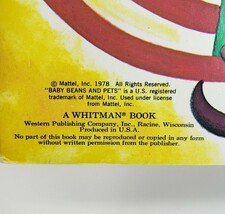 © Mattel, Inc. 1978 All Rights Reserved.
"BABY BEANS AND PETS" is a U.S. registered
trademark of Mattel, Inc. Used under license
from Mattel, Inc.
A WHITMAN® BOOK
Western Publishing Company, Inc., Racine, Wisconsin
Produced in U.S.A.
No part of this book may be reproduced or copied in any form
without written permission from the publisher.